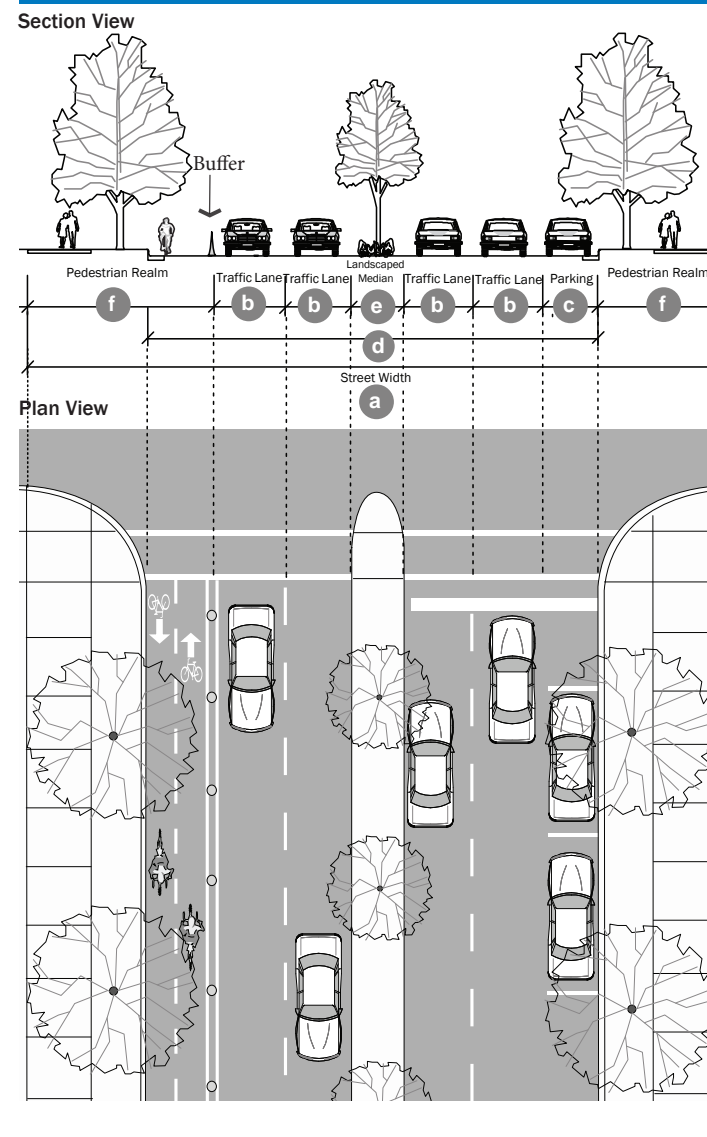 Section View
Buffer
Landscaped
Pedestrian Realm Traffic Lane Traffic Lane Median Traffic Lane Traffic Lane Parking Pedestrian Realm
f b b e b b c f
d
Street Width
a
Plan View